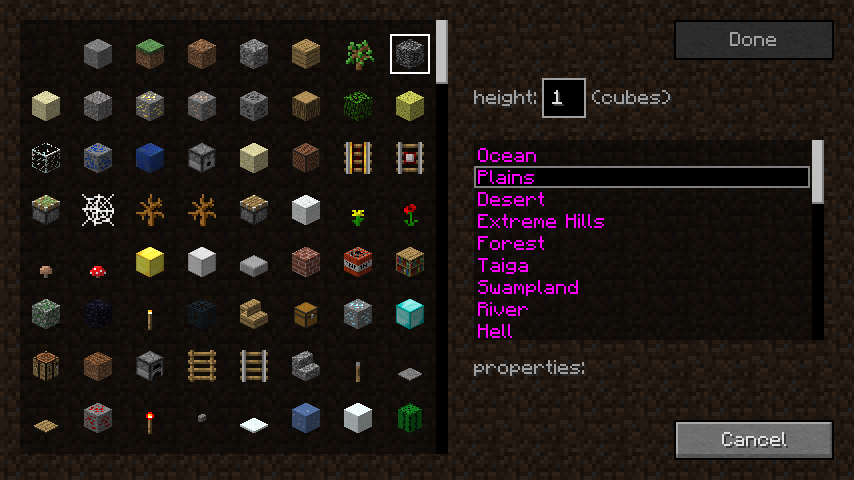 Done
height: 1 (cubes)
Ocean
Plains
Desert
Extreme Hills
Forest
Taiga
Swampland
River
Hell
properties:
Cancel